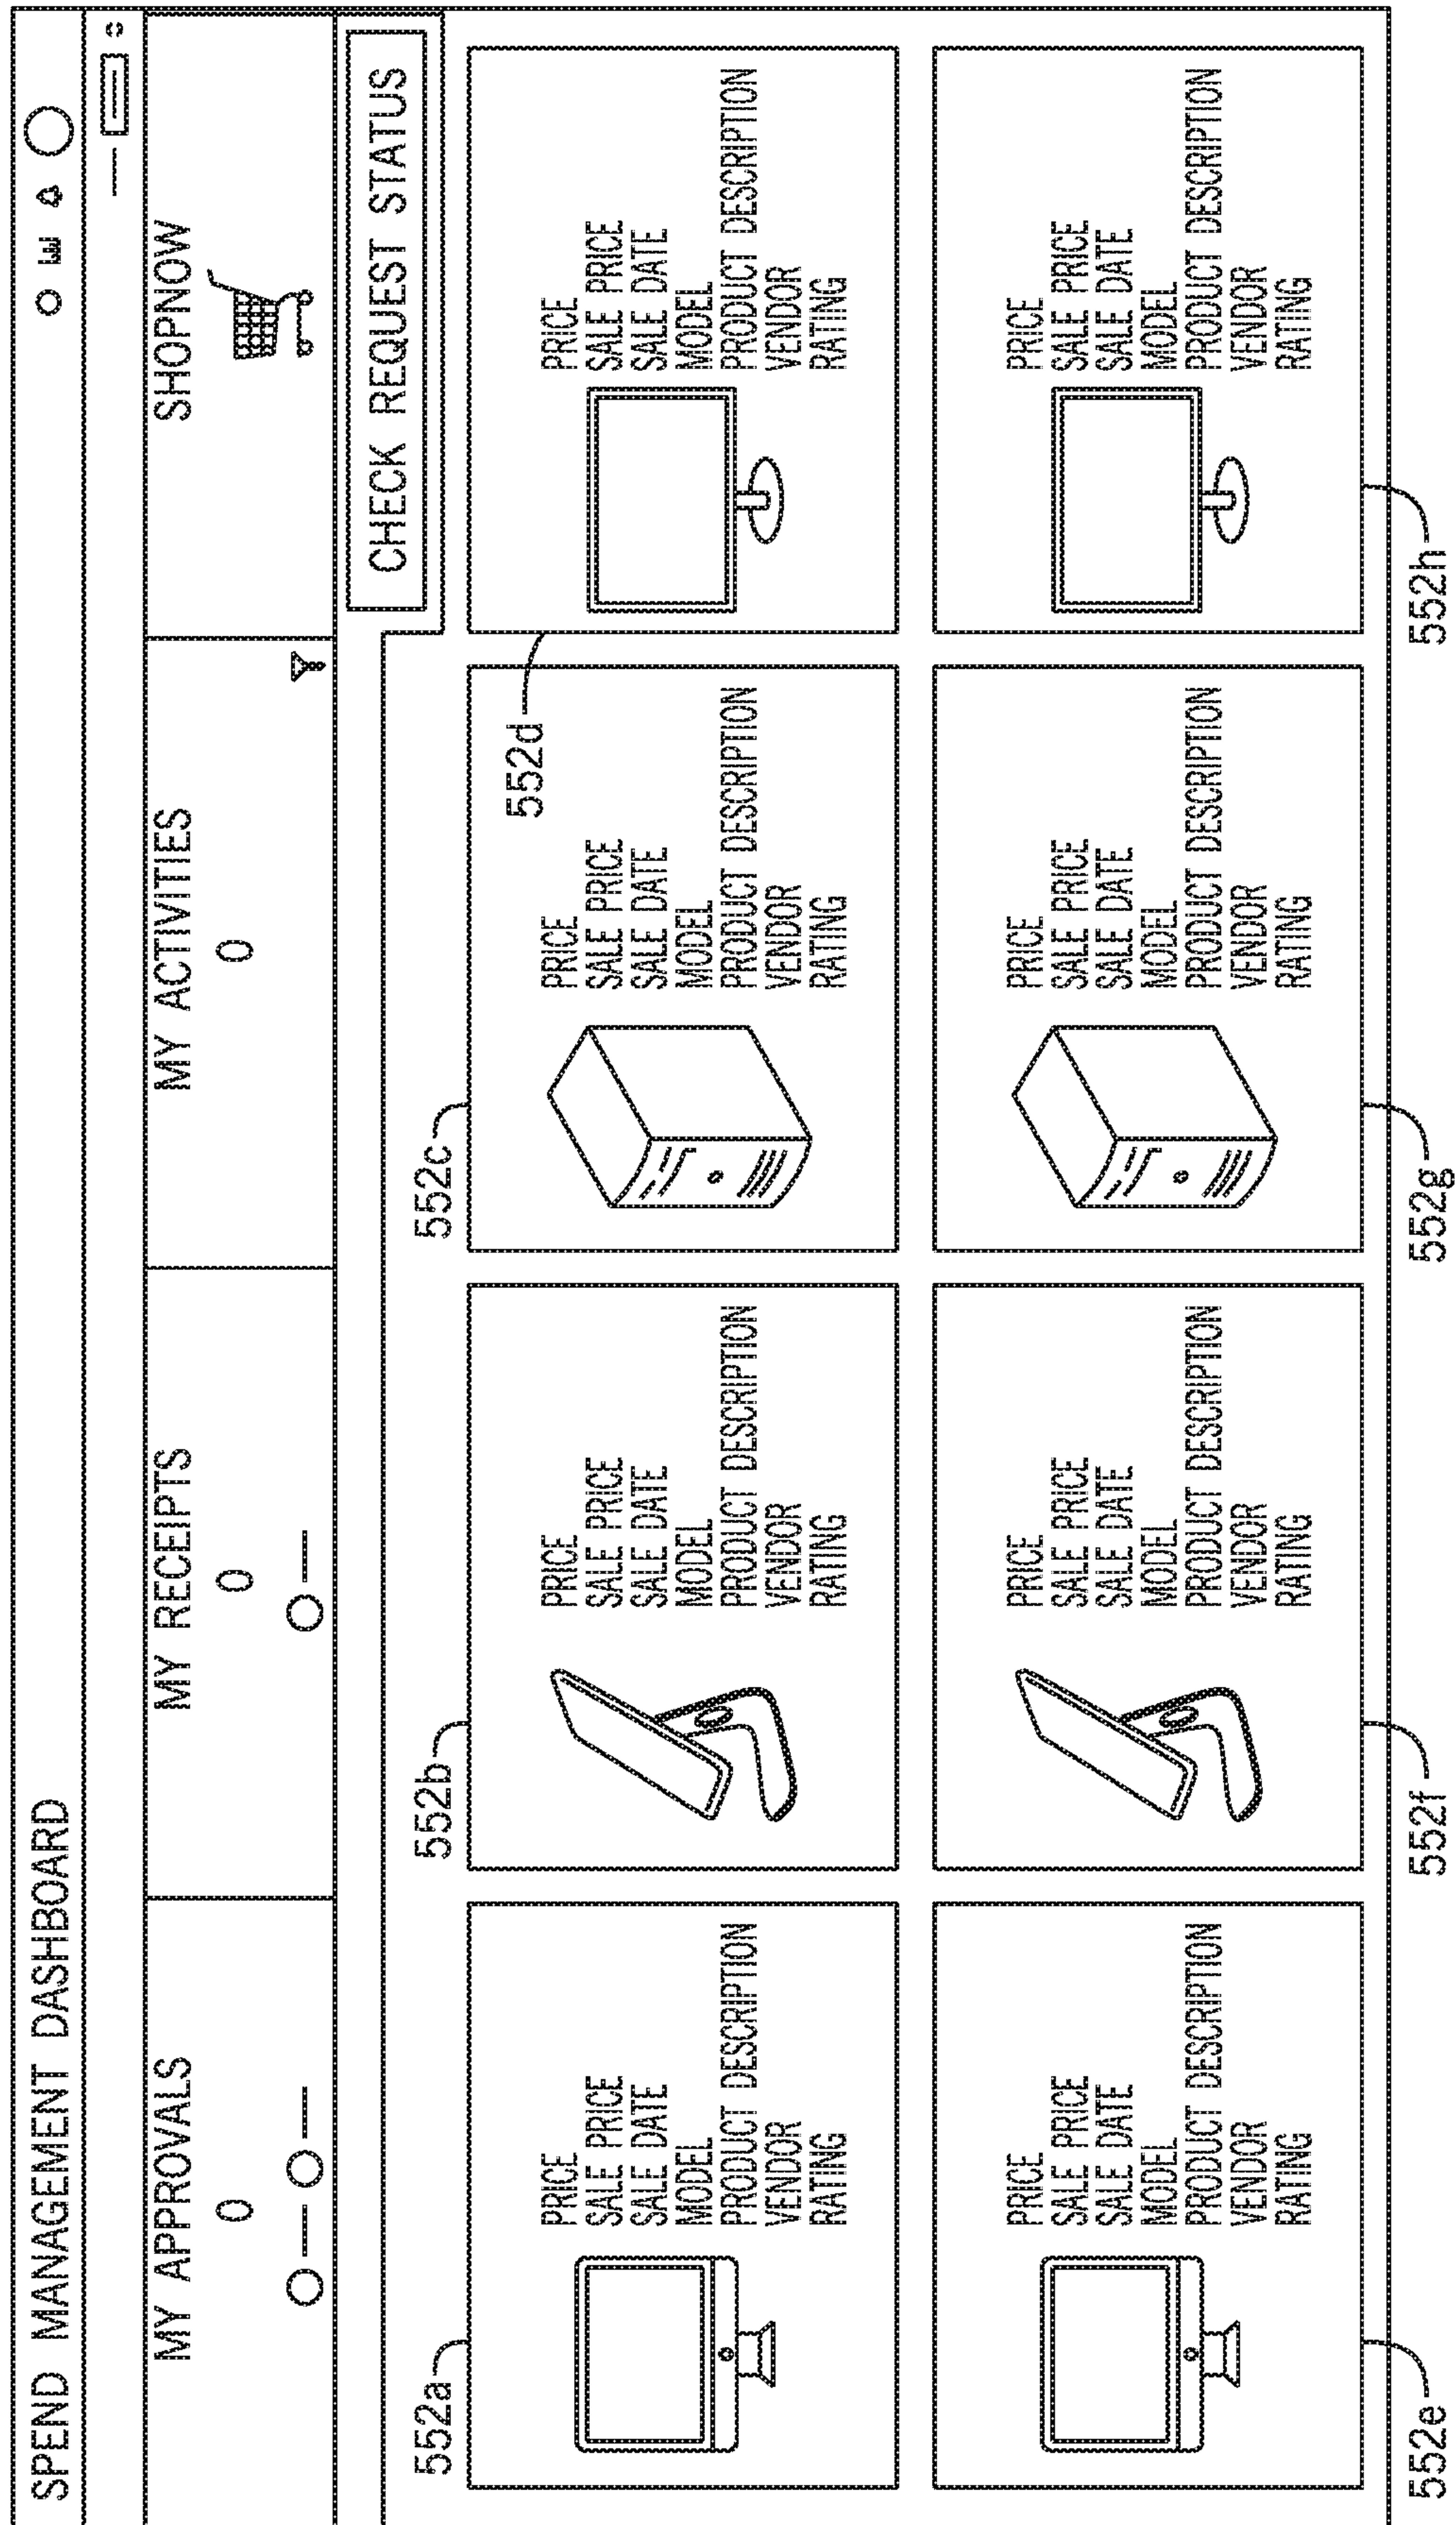 SPEND MANAGEMENT DASHBOARD
MY APPROVALS
0
MY RECEIPTS
0
MY ACTIVITIES
0
SHOPNOW
CHECK REQUEST STATUS
552a
PRICE
SALE PRICE
SALE DATE
MODEL
PRODUCT DESCRIPTION
VENDOR
RATING
552b
PRICE
SALE PRICE
SALE DATE
MODEL
PRODUCT DESCRIPTION
VENDOR
RATING
552c
PRICE
SALE PRICE
SALE DATE
MODEL
PRODUCT DESCRIPTION
VENDOR
RATING
552d
PRICE
SALE PRICE
SALE DATE
MODEL
PRODUCT DESCRIPTION
VENDOR
RATING
PRICE
SALE PRICE
SALE DATE
MODEL
PRODUCT DESCRIPTION
VENDOR
RATING
552e
PRICE
SALE PRICE
SALE DATE
MODEL
PRODUCT DESCRIPTION
VENDOR
RATING
552f
PRICE
SALE PRICE
SALE DATE
MODEL
PRODUCT DESCRIPTION
VENDOR
RATING
552g
PRICE
SALE PRICE
SALE DATE
MODEL
PRODUCT DESCRIPTION
VENDOR
RATING
552h